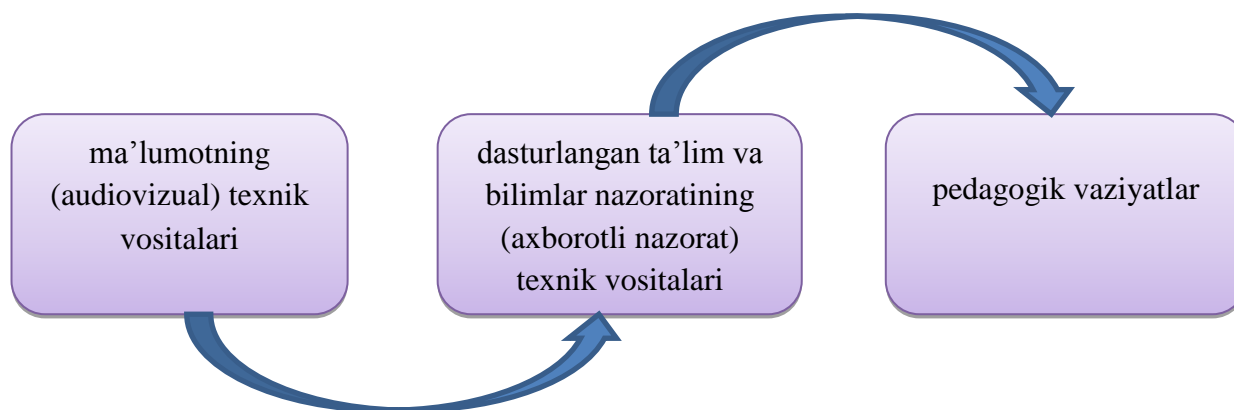 ma’lumotning
(audiovizual) texnik
vositalari
dasturlangan ta’lim va
bilimlar nazoratining
(axborotli nazorat)
texnik vositalari
pedagogik vaziyatlar